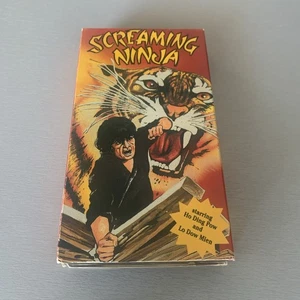 SCREAMING
NINJA
starring
Ho Ding Pow
and
Lo Dow Mien